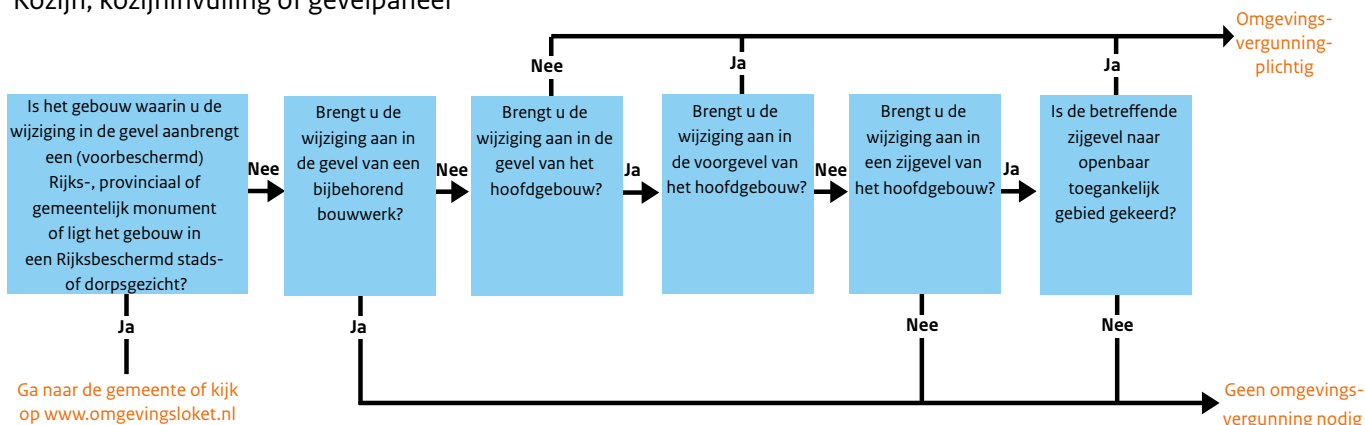 Kozijn, kozijninvulling of gevelpaneel
Omgevings-
vergunning-
plichtig
Nee
Ja
Ja
Is het gebouw waarin u de
wijziging in de gevel aanbrengt
een (voorbeschermd)
Rijks-, provinciaal of
gemeentelijk monument
of ligt het gebouw in
een Rijksbeschermd stads-
of dorpsgezicht?
Nee
Brengt u de
wijziging aan in
de gevel van een
bijbehorend
bouwwerk?
Nee
Brengt u de
wijziging aan in de
gevel van het
hoofdgebouw?
Ja
Brengt u de
wijziging aan in
de voorgevel van
het hoofdgebouw?
Nee
Brengt u de
wijziging aan in
een zijgevel van
het hoofdgebouw?
Ja
Is de betreffende
zijgevel naar
openbaar
toegankelijk
gebied gekeerd?
Ja
Ja
Nee
Nee
Ga naar de gemeente of kijk
op www.omgevingsloket.nl
Geen omgevings-
vergunning nodig